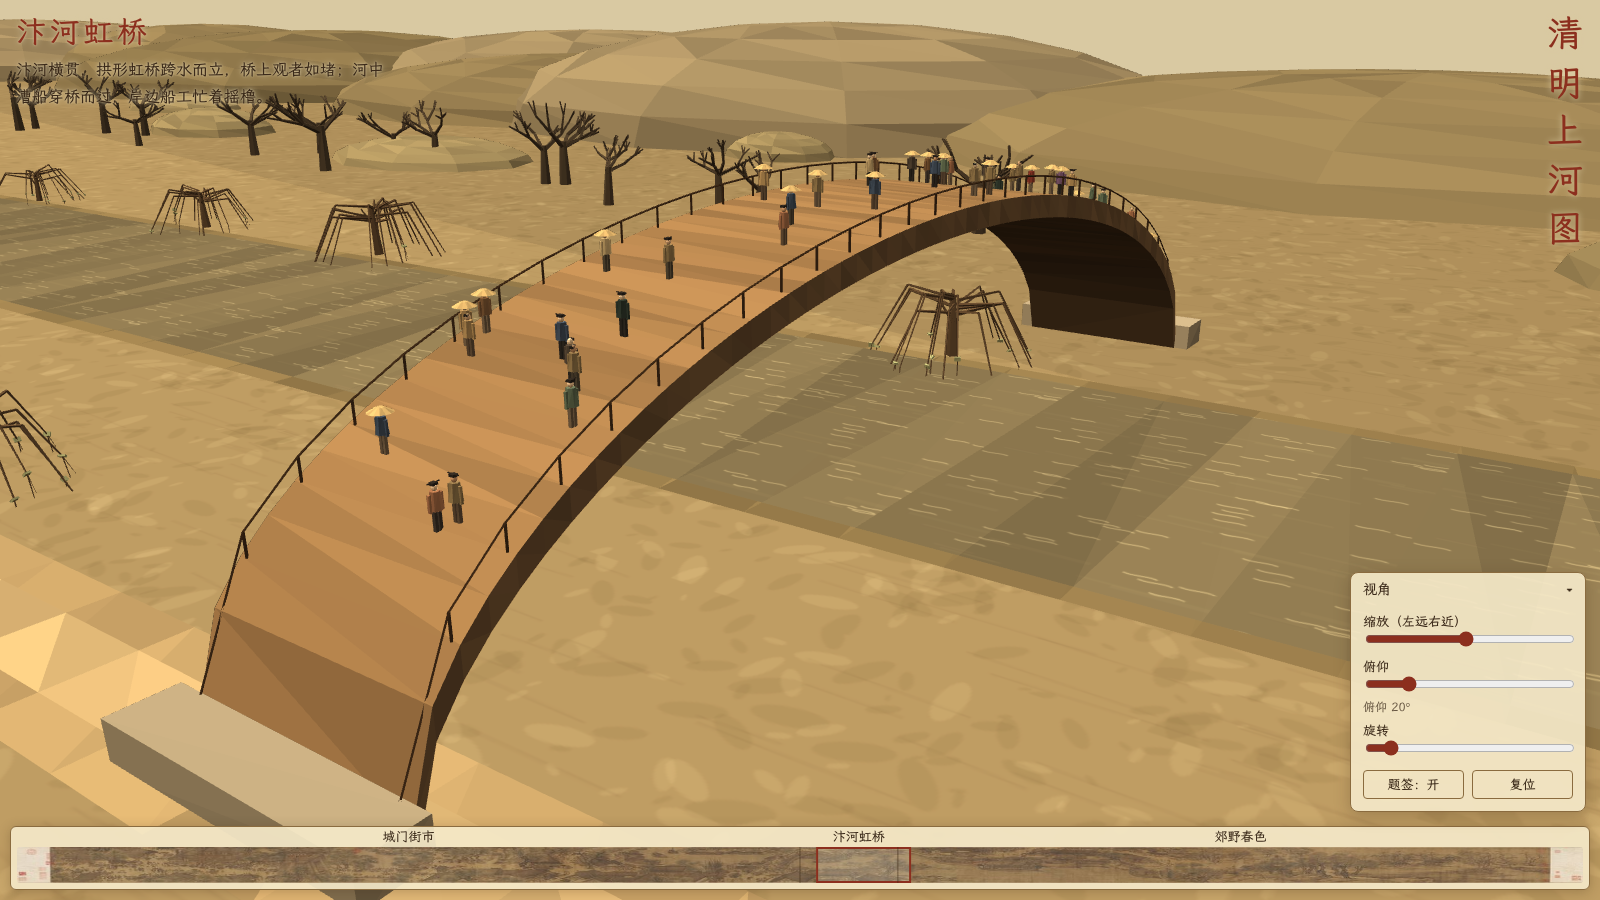 汴河虹桥
汴河横贯，拱形虹桥跨水而立，桥上观者如堵；河中
漕船穿桥而过，岸边船工忙着摇橹。
清明上河图
视角
缩放（左远右近）
俯仰
俯仰 20°
旋转
题签：开
复位
城门街市
汴河虹桥
郊野春色